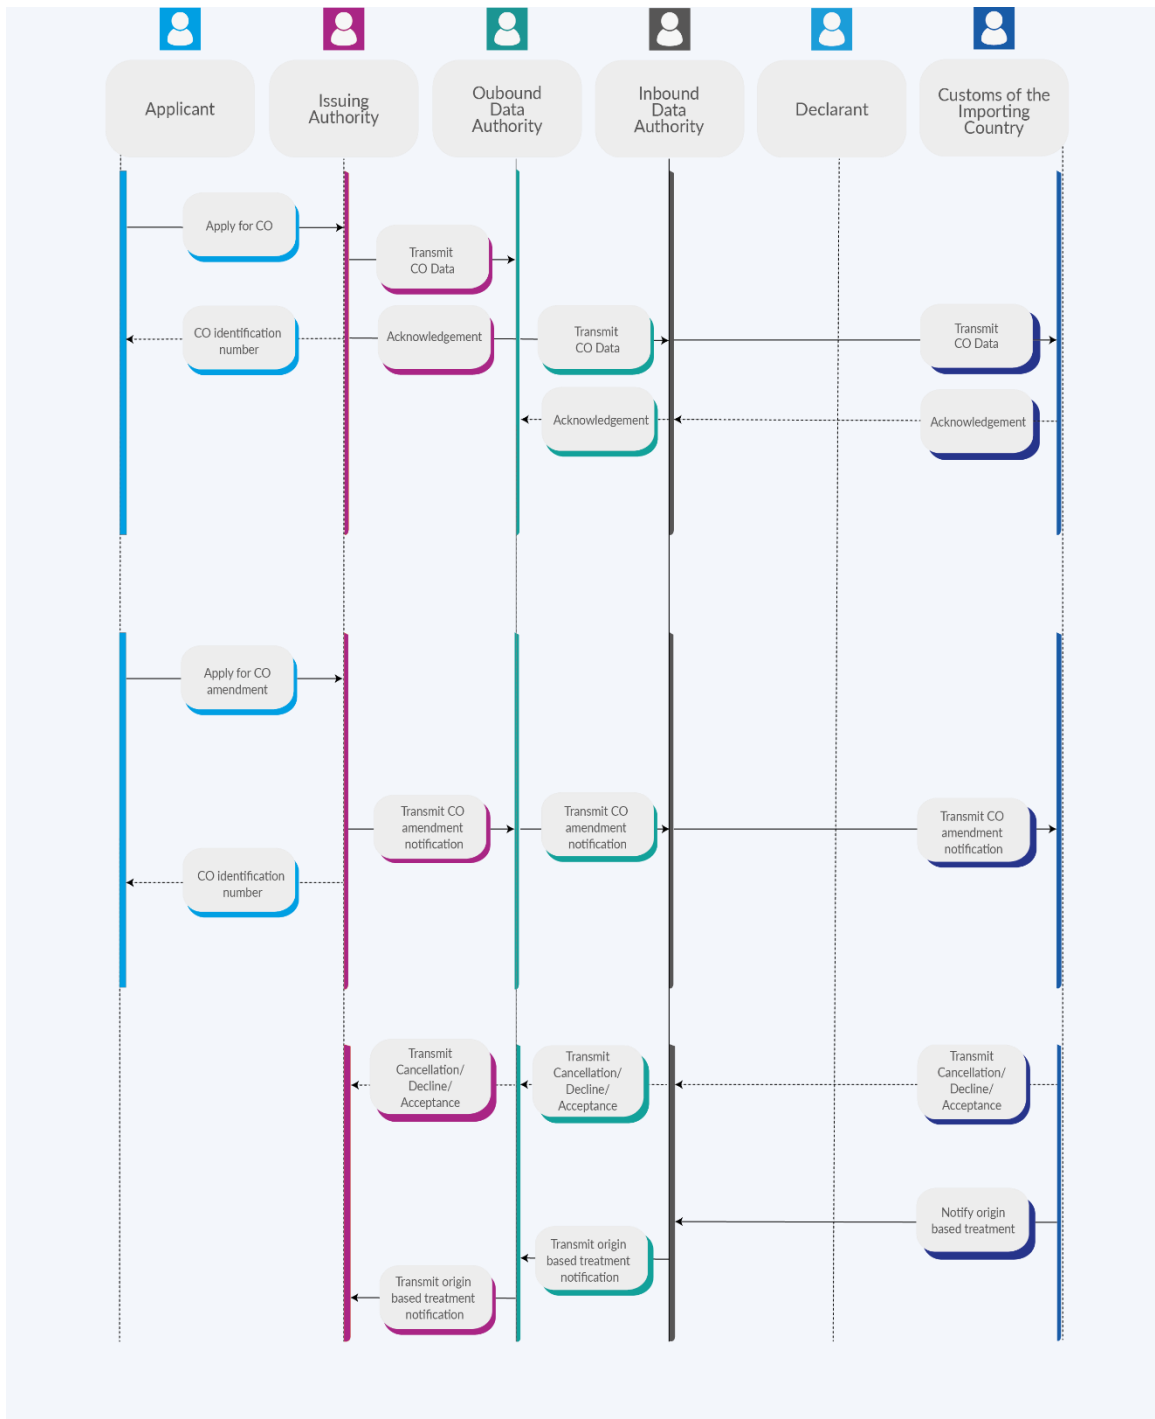 Applicant
Issuing
Authority
Oubound
Data
Authority
Inbound
Data
Authority
Declarant
Customs of the
Importing
Country
Apply for CO
Transmit
CO Data
CO identification
number
Acknowledgement
Transmit
CO Data
Transmit
CO Data
Acknowledgement
Acknowledgement
Apply for CO
amendment
Transmit CO
amendment
notification
Transmit CO
amendment
notification
Transmit CO
amendment
notification
CO identification
number
Transmit
Cancellation/
Decline/
Acceptance
Transmit
Cancellation/
Decline/
Acceptance
Transmit
Cancellation/
Decline/
Acceptance
Notify origin
based treatment
Transmit origin
based treatment
notification
Transmit origin
based treatment
notification